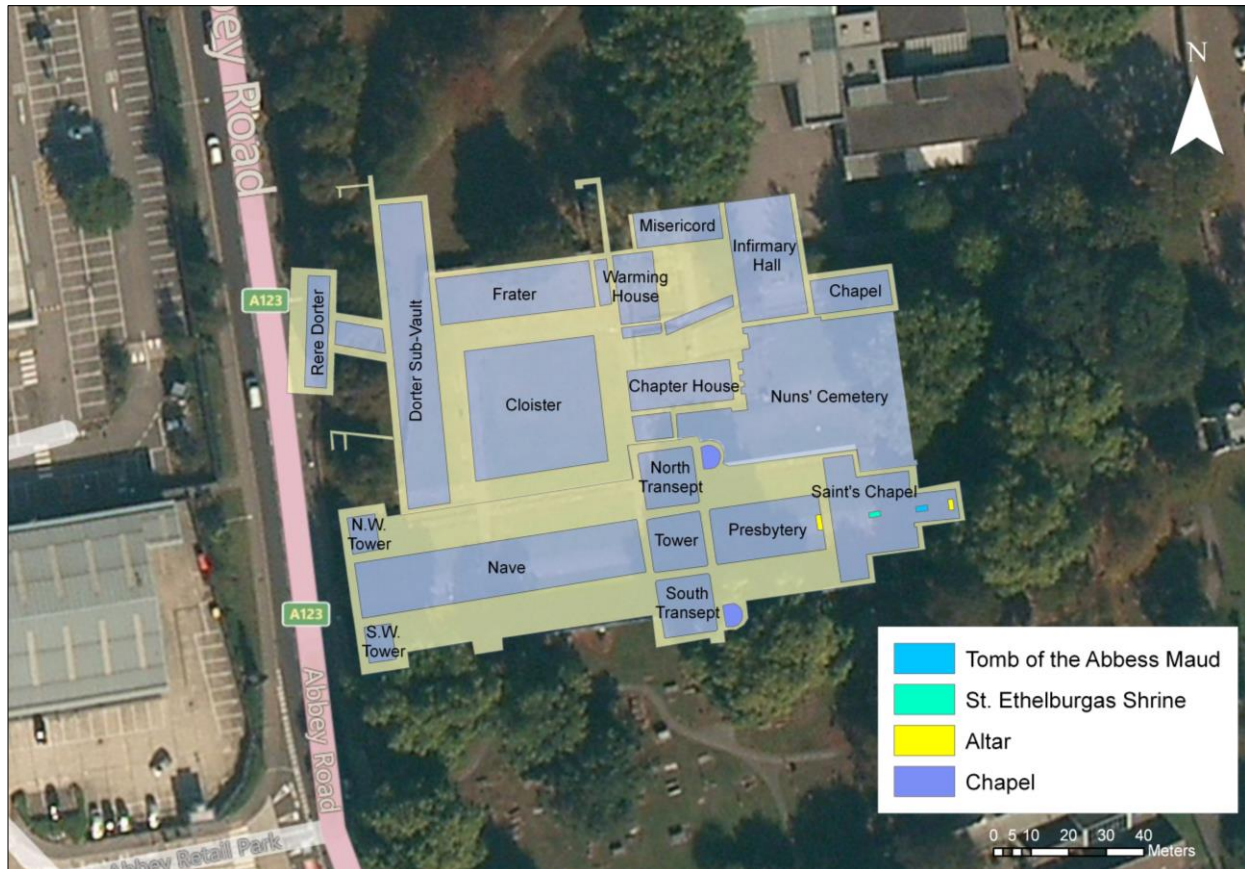 bey Road
N
Misericord
Infirmary
Hall
Warming
House
Frater
Chapel
A123
Rere Dorter
Dorter Sub-Vault
Cloister
Chapter House
Nuns' Cemetery
North
Transept
Saint's Chapel
N.W.
Tower
Presbytery
Tower
Nave
South
Transept
A123
S.W.
Tower
Abbey Road
Abbey Retail Park
Tomb of the Abbess Maud
St. Ethelburgas Shrine
Altar
Chapel
0 5 10 20 30 40
Meters